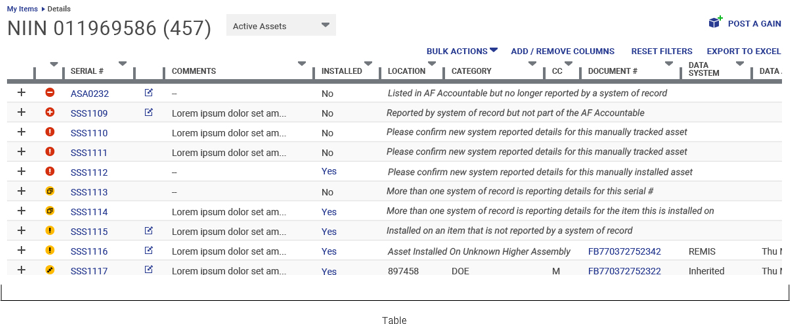 My Items Details
NIIN 011969586 (457) Active Assets POST A GAIN
BULK ACTIONS ADD / REMOVE COLUMNS RESET FILTERS EXPORT TO EXCEL
SERIAL # COMMENTS INSTALLED LOCATION CATEGORY CC DOCUMENT # DATA SYSTEM DATA
ASA0232 -- No Listed in AF Accountable but no longer reported by a system of record
SSS1109 Lorem ipsum dolor set am... No Reported by system of record but not part of the AF Accountable
SSS1110 Lorem ipsum dolor set am... No Please confirm new system reported details for this manually tracked asset
SSS1111 Lorem ipsum dolor set am... No Please confirm new system reported details for this manually tracked asset
SSS1112 -- Yes Please confirm new system reported details for this manually installed asset
SSS1113 -- No More than one system of record is reporting details for this serial #
SSS1114 Lorem ipsum dolor set am... Yes More than one system of record is reporting details for the item this is installed on
SSS1115 Lorem ipsum dolor set am... Yes Installed on an item that is not reported by a system of record
SSS1116 Lorem ipsum dolor set am... Yes Asset Installed On Unknown Higher Assembly FB770372752342 REMIS Thu
SSS1117 Lorem ipsum dolor set am... Yes 897458 DOE M FB770372752322 Inherited Thu
Table